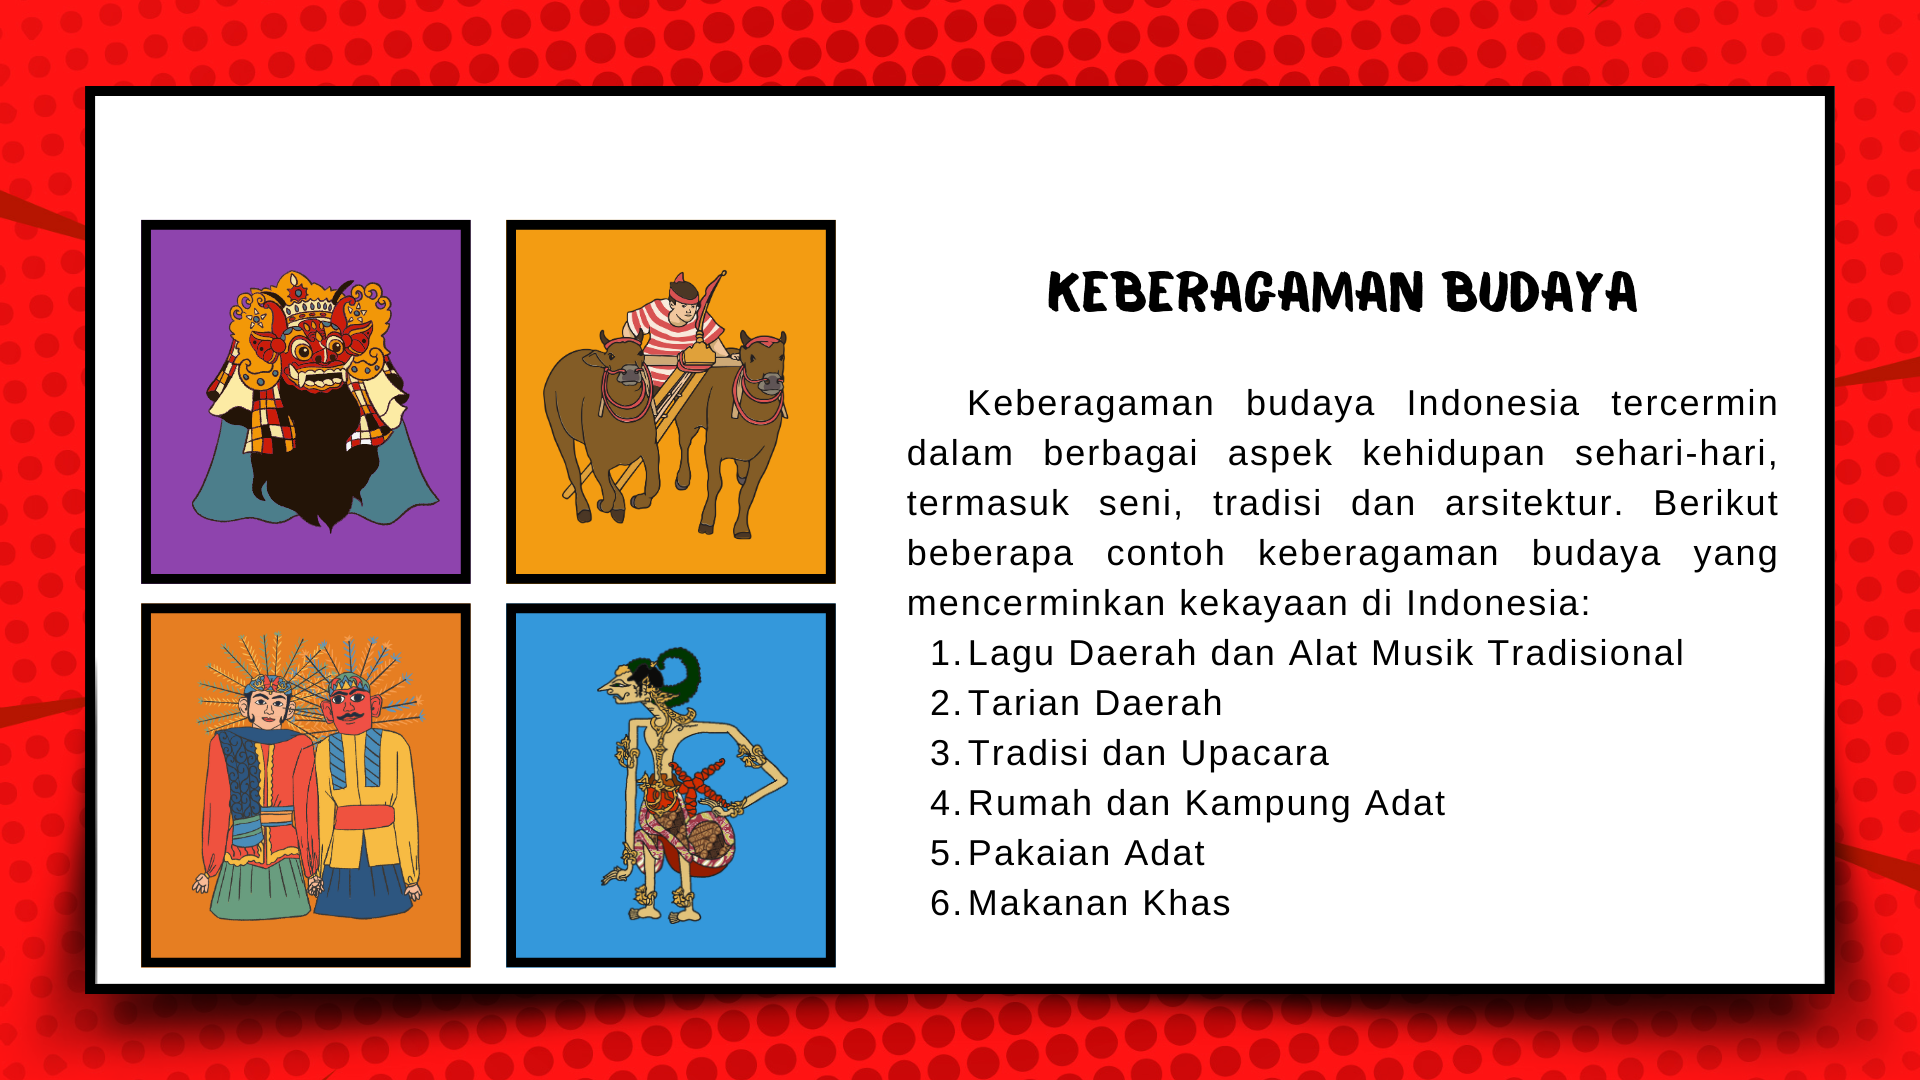 KEBERAGAMAN BUDAYA
Keberagaman budaya Indonesia tercermin
dalam berbagai aspek kehidupan sehari-hari,
termasuk seni, tradisi dan arsitektur. Berikut
beberapa contoh keberagaman budaya yang
mencerminkan kekayaan di Indonesia:
1. Lagu Daerah dan Alat Musik Tradisional
2. Tarian Daerah
3. Tradisi dan Upacara
4. Rumah dan Kampung Adat
5. Pakaian Adat
6. Makanan Khas